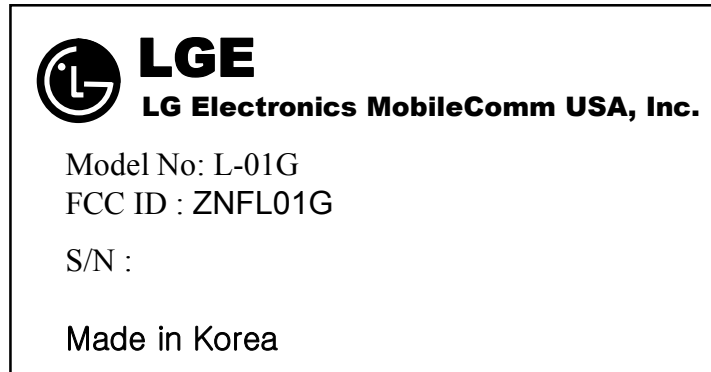 LGE
LG Electronics MobileComm USA, Inc.
Model No: L-01G
FCC ID : ZNFL01G
S/N :
Made in Korea